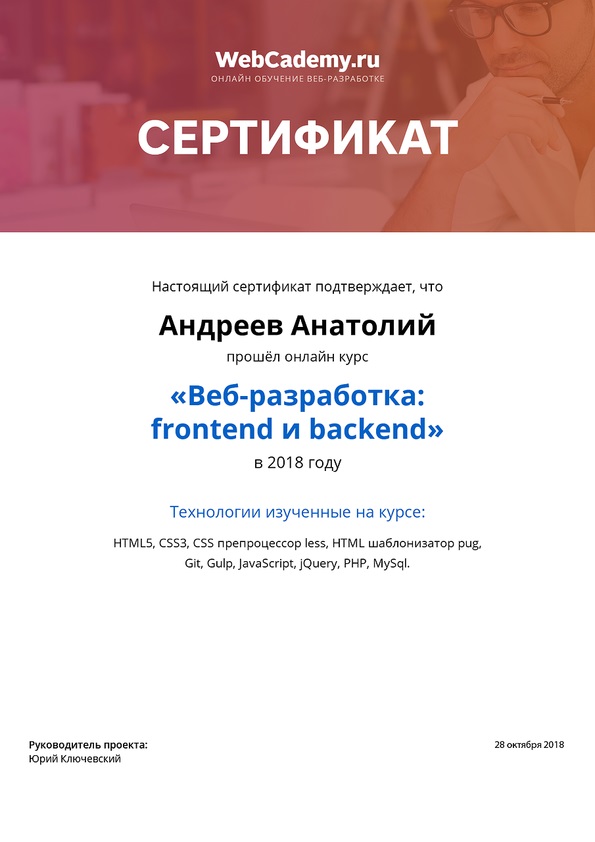 WebCademy.ru
ОНЛАЙН ОБУЧЕНИЕ ВЕБ-РАЗРАБОТКЕ
СЕРТИФИКАТ
Настоящий сертификат подтверждает, что
Андреев Анатолий
прошёл онлайн курс
«Веб-разработка:
frontend и backend»
в 2018 году
Технологии изученные на курсе:
HTML5, CSS3, CSS препроцессор less, HTML шаблонизатор pug,
Git, Gulp, JavaScript, jQuery, PHP, MySql.
Руководитель проекта:
Юрий Ключевский
28 октября 2018